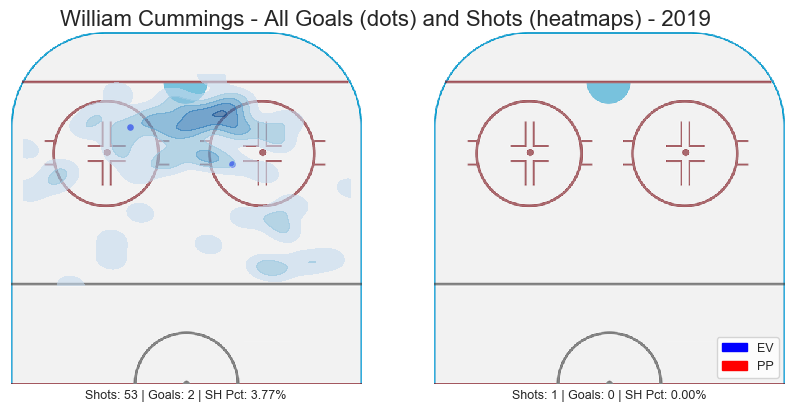 William Cummings - All Goals (dots) and Shots (heatmaps) - 2019
EV
PP
Shots: 53 | Goals: 2 | SH Pct: 3.77%
Shots: 1 | Goals: 0 | SH Pct: 0.00%